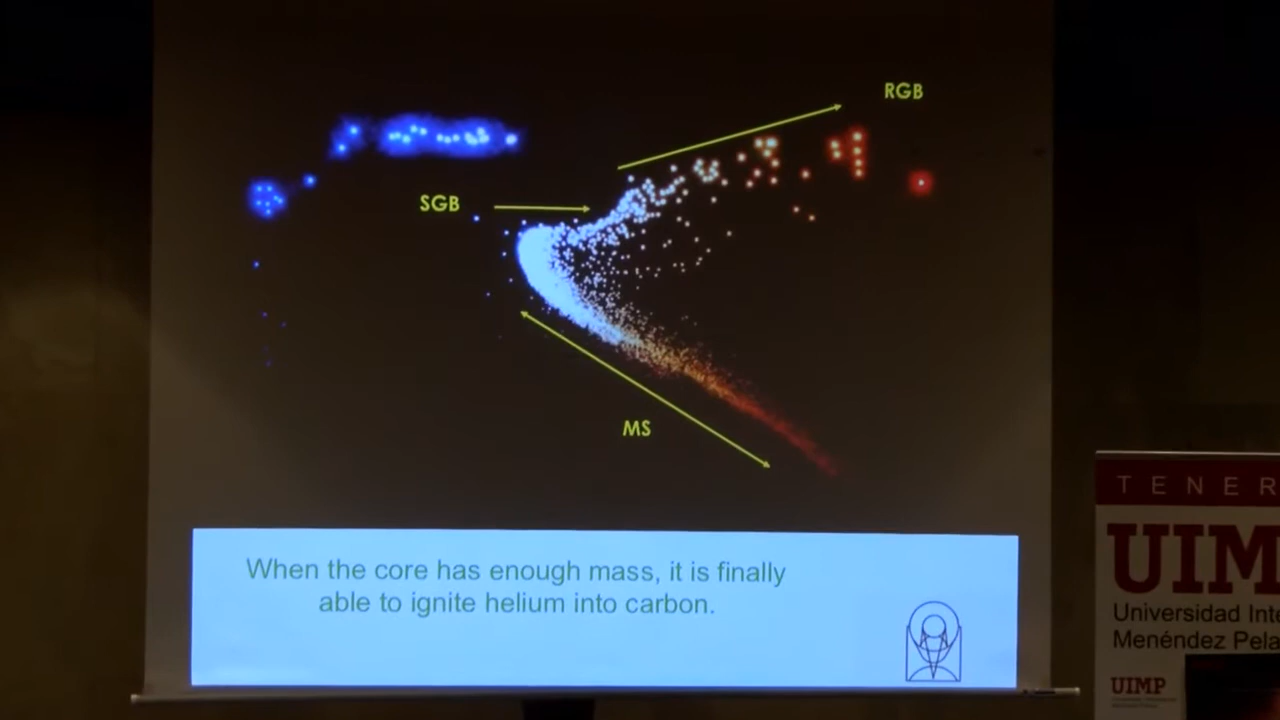 RGB
SGB
MS
When the core has enough mass, it is finally
able to ignite helium into carbon.
TENER
UIM
Universidad Inte
Menéndez Pela
UIMP